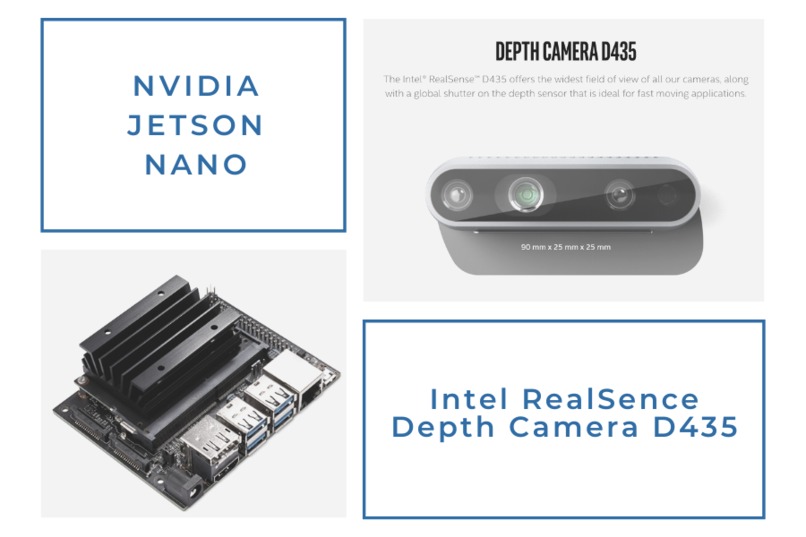 NVIDIA
JETSON
NANO
DEPTH CAMERA D435
The Intel® RealSense™ D435 offers the widest field of view of all our cameras, along
with a global shutter on the depth sensor that is ideal for fast moving applications.
90 mm x 25 mm x 25 mm
Intel RealSence
Depth Camera D435